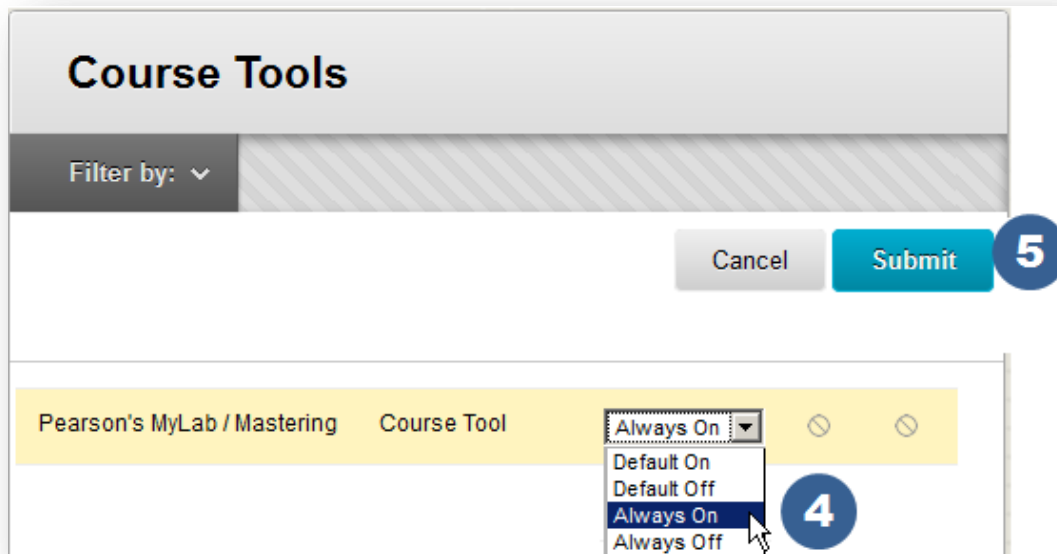 Course Tools
Filter by:
Cancel Submit 5
Pearson's MyLab / Mastering Course Tool Always On
Default On
Default Off
Always On 4
Always Off